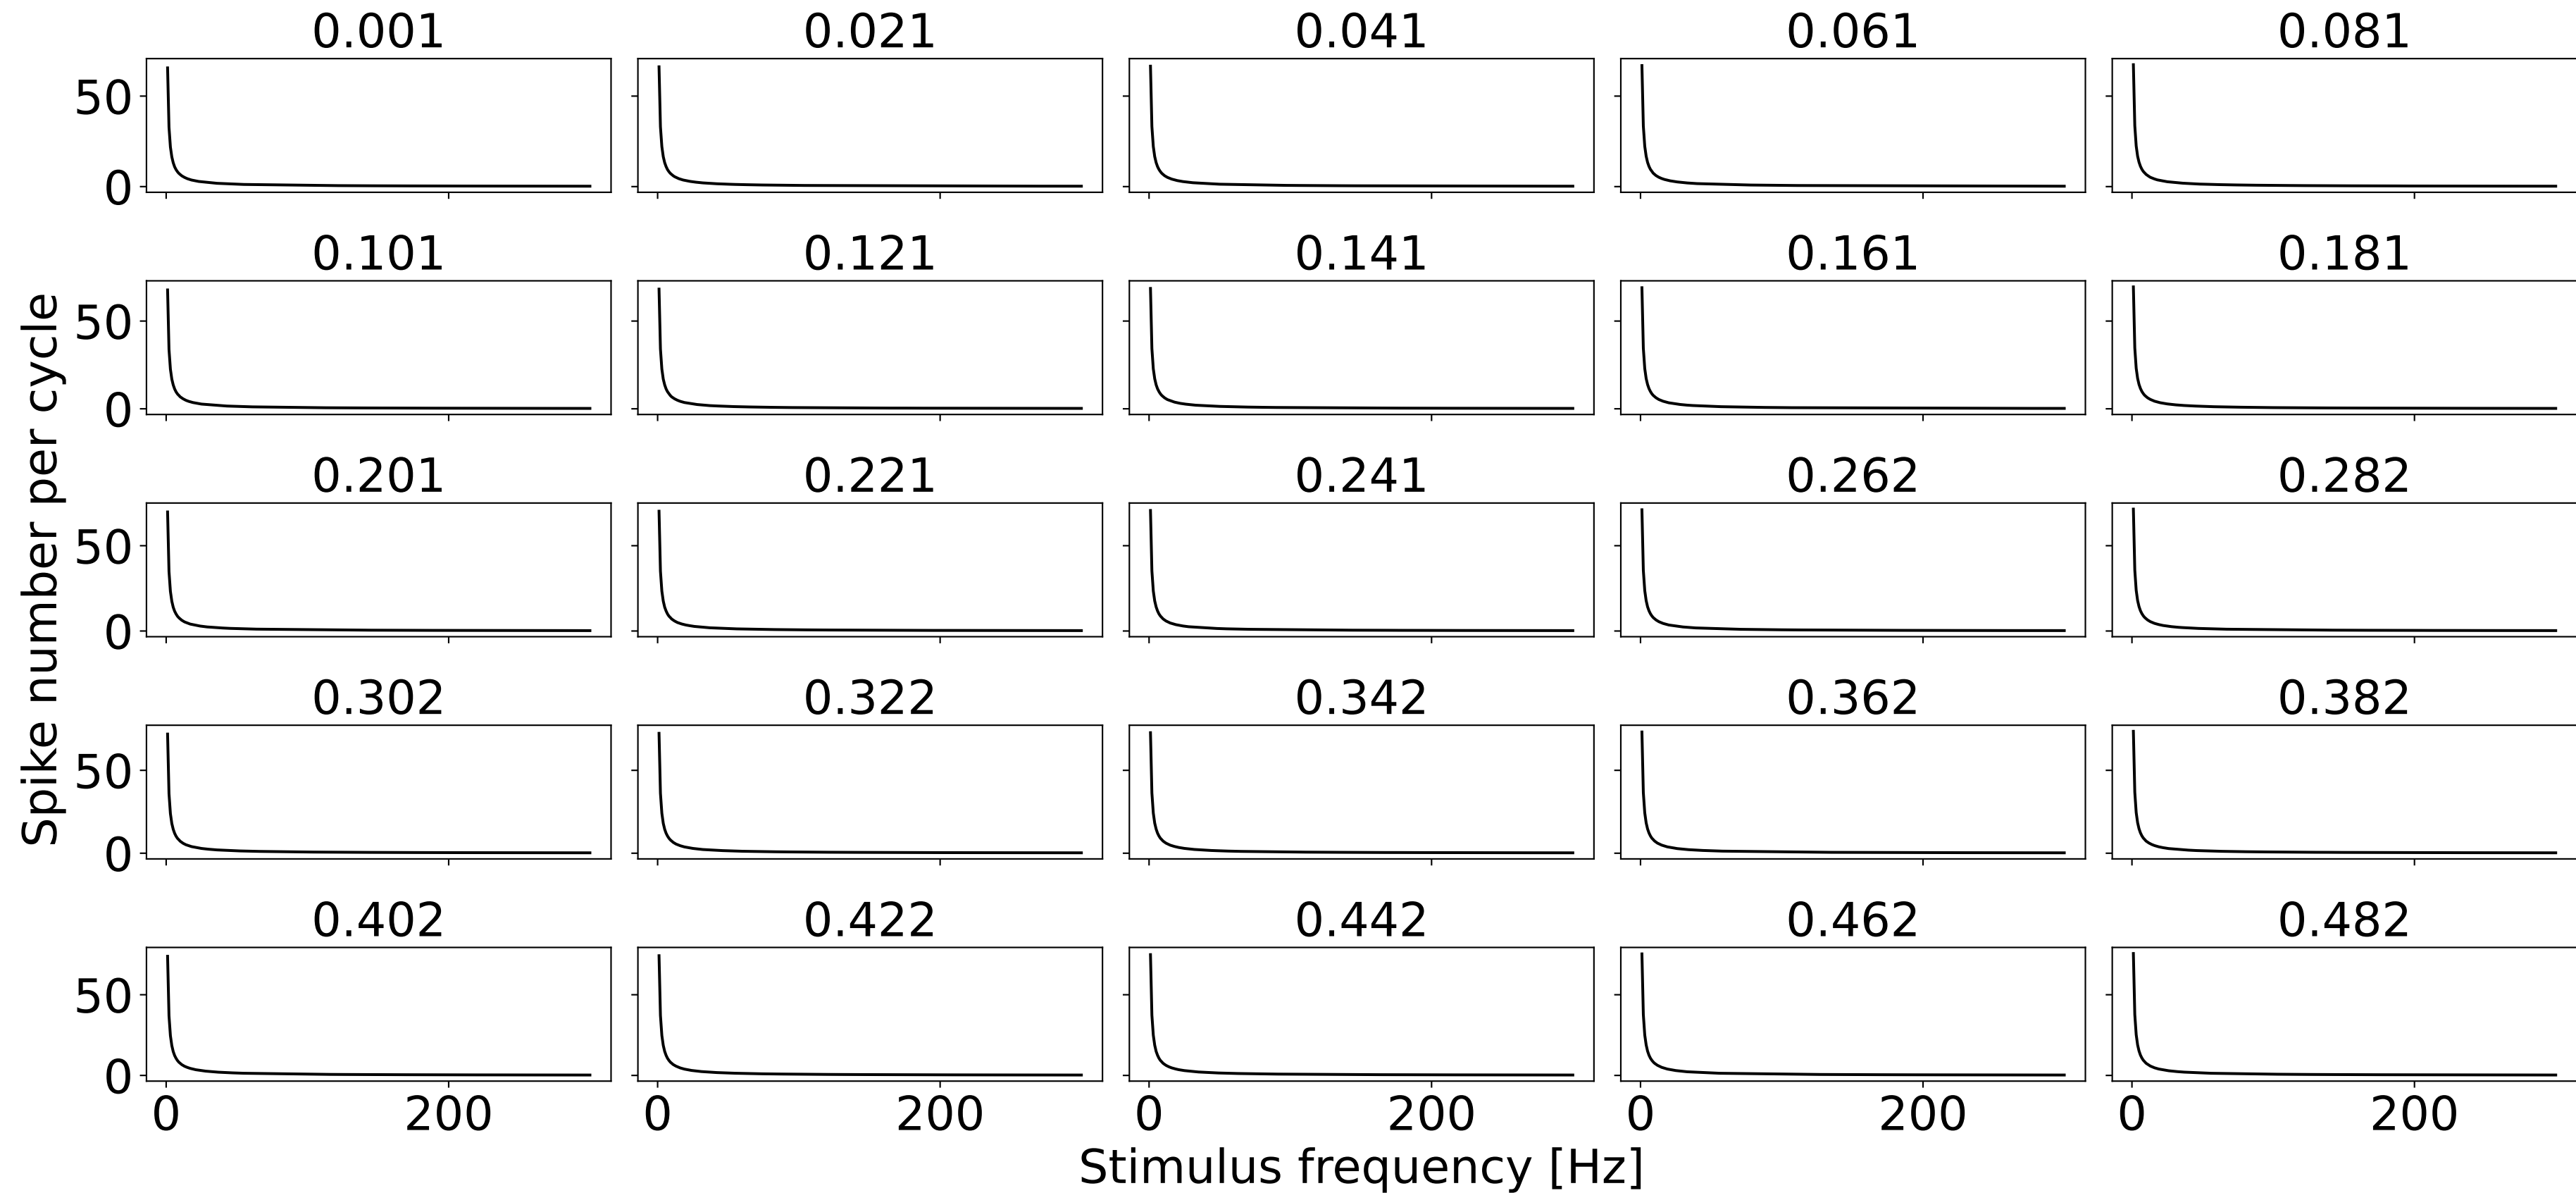 0.001 0.021 0.041 0.061 0.081
50
0
0.101 0.121 0.141 0.161 0.181
50
0
0.201 0.221 0.241 0.262 0.282
50
0
0.302 0.322 0.342 0.362 0.382
50
0
0.402 0.422 0.442 0.462 0.482
50
0
0 200 0 200 0 200 0 200 0 200
Spike number per cycle
Stimulus frequency [Hz]